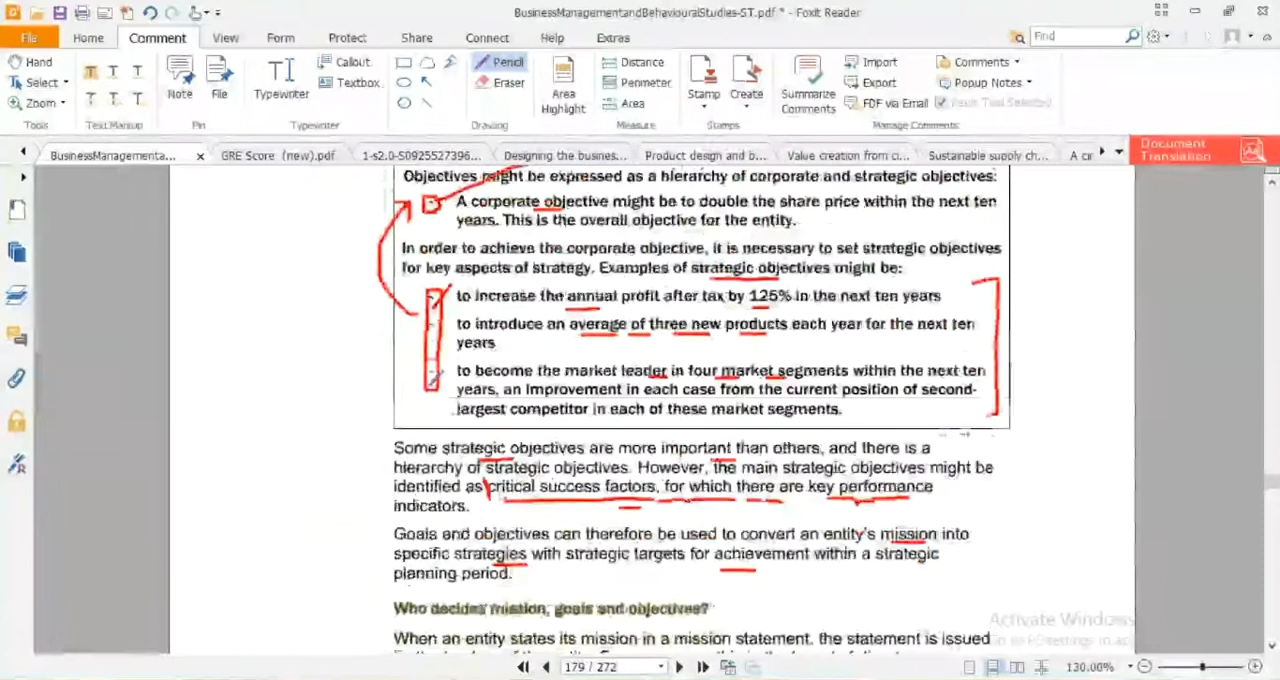 BusinessManagementandBehaviouralStudies-ST.pdf * - Foxit Reader
File Home Comment View Form Protect Share Connect Help Extras Find
Hand Callout Pencil Distance Import Comments
Select Textbox Eraser Perimeter Export Popup Notes
Zoom Note File Typewriter Area Highlight Area Stamp Create Summarize Comments FDF via Email
Tools Text Markup Pin Typewriter Drawing Measure Stamps Manage Comments
BusinessManagementa... GRE Score (new).pdf 1-s2.0-S0925527396... Designing the busines... Product design and b... Value creation from ci... Sustainable supply ch... A cir Document Translation
Objectives might be expressed as a hierarchy of corporate and strategic objectives:
A corporate objective might be to double the share price within the next ten
years. This is the overall objective for the entity.
In order to achieve the corporate objective, it is necessary to set strategic objectives
for key aspects of strategy. Examples of strategic objectives might be:
to increase the annual profit after tax by 125% in the next ten years
to introduce an average of three new products each year for the next ten
years
to become the market leader in four market segments within the next ten
years, an improvement in each case from the current position of second-
largest competitor in each of these market segments.
Some strategic objectives are more important than others, and there is a
hierarchy of strategic objectives. However, the main strategic objectives might be
identified as critical success factors, for which there are key performance
indicators.
Goals and objectives can therefore be used to convert an entity's mission into
specific strategies with strategic targets for achievement within a strategic
planning period.
Who decides mission, goals and objectives?
Activate Windows
When an entity states its mission in a mission statement, the statement is issued
179 / 272 130.00%